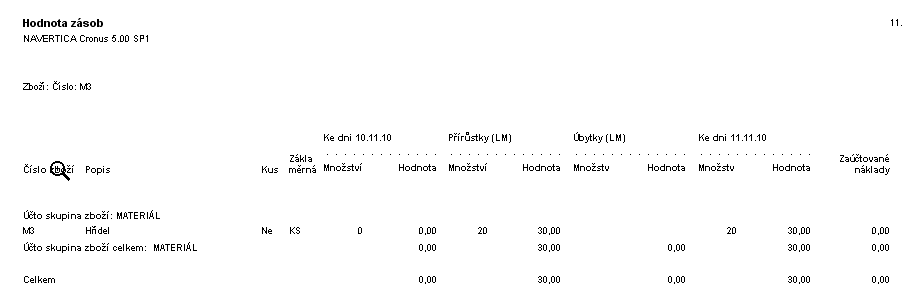 Hodnota zásob 11.
NAVERTICA Cronus 5.00 SP1
Zboží: Číslo: M3
Ke dni 10.11.10 Přírůstky (LM) Úbytky (LM) Ke dni 11.11.10
Číslo zboží Popis Kus Zákla měrná Množství Hodnota Množství Hodnota Množstv Hodnota Množstv Hodnota Zaúčtované náklady
Účto skupina zboží: MATERIÁL
M3 Hřídel Ne KS 0 0,00 20 30,00 20 30,00 0,00
Účto skupina zboží celkem: MATERIÁL 0,00 30,00 0,00 30,00 0,00
Celkem 0,00 30,00 0,00 30,00 0,00